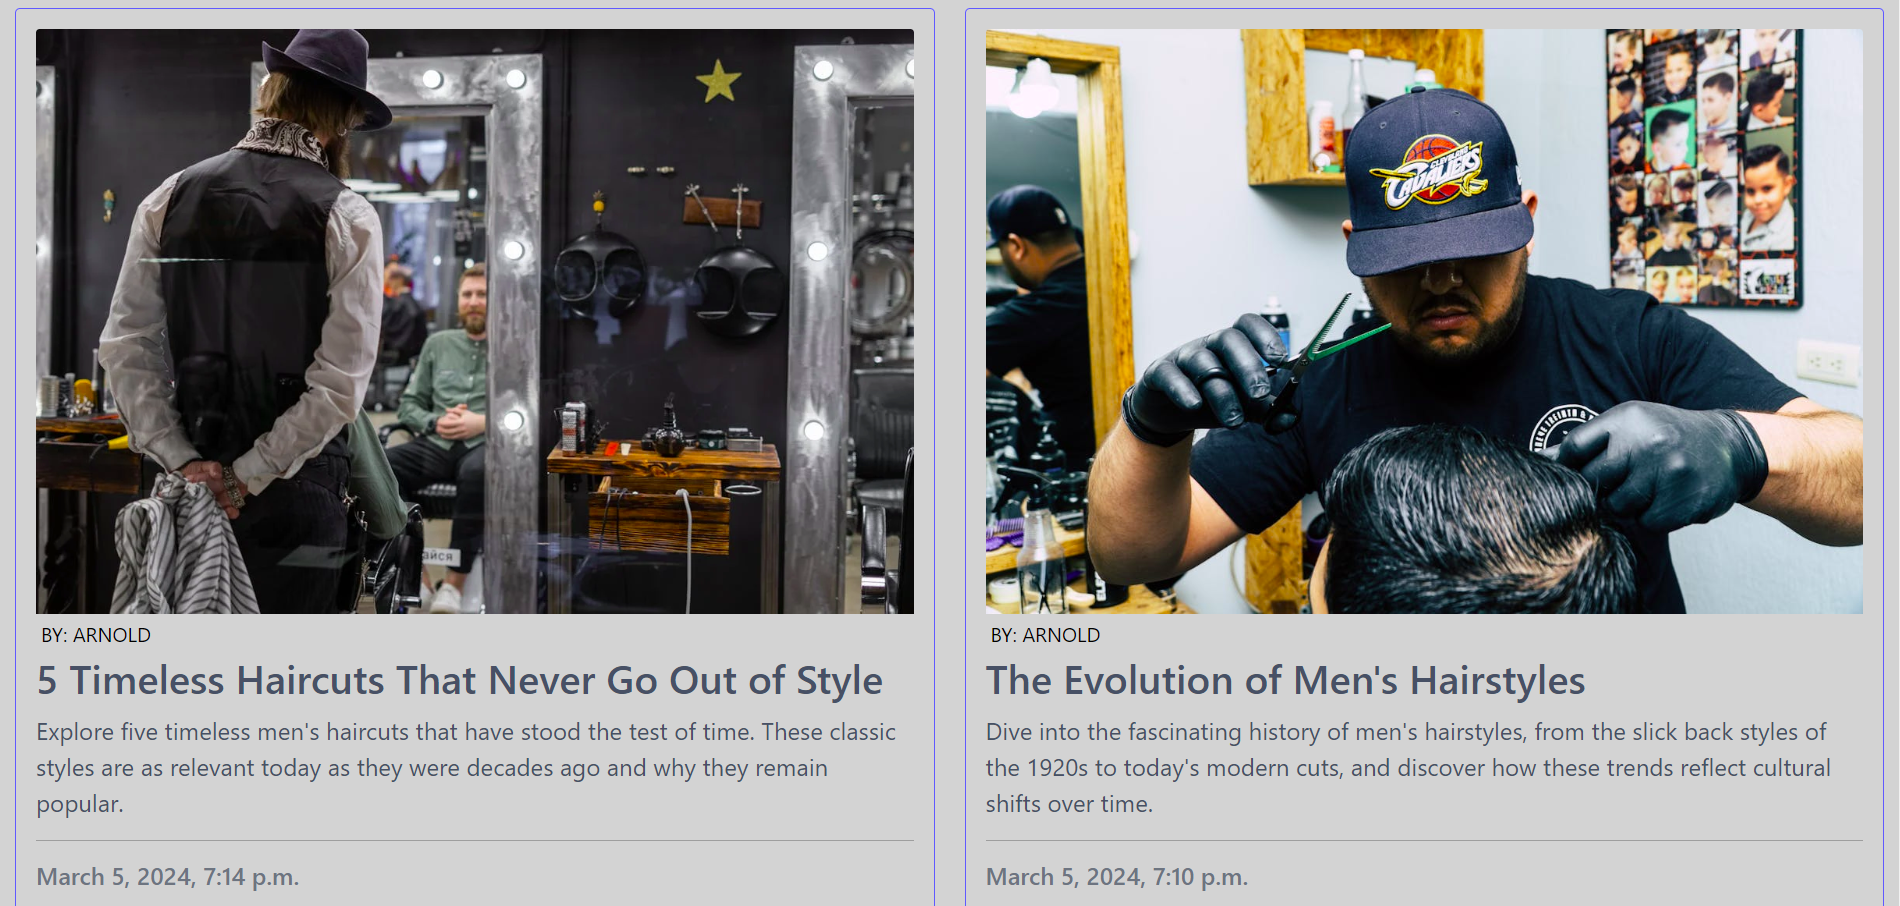 айся
BY: ARNOLD
5 Timeless Haircuts That Never Go Out of Style
Explore five timeless men's haircuts that have stood the test of time. These classic
styles are as relevant today as they were decades ago and why they remain
popular.
March 5, 2024, 7:14 p.m.
CLEVELAND
CAVALIERS
BY: ARNOLD
The Evolution of Men's Hairstyles
Dive into the fascinating history of men's hairstyles, from the slick back styles of
the 1920s to today's modern cuts, and discover how these trends reflect cultural
shifts over time.
March 5, 2024, 7:10 p.m.